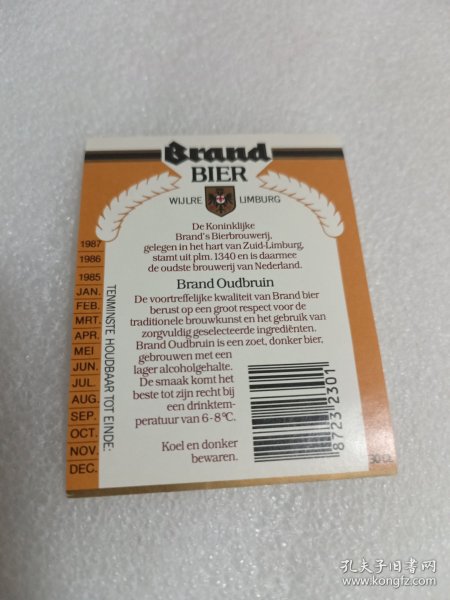 Brand
BIER
WIJLRE LIMBURG
De Koninklijke
Brand's Bierbrouwerij,
gelegen in het hart van Zuid-Limburg,
stamt uit plm. 1340 en is daarmee
de oudste brouwerij van Nederland.
Brand Oudbruin
De voortreffelijke kwaliteit van Brand bier
berust op een groot respect voor de
traditionele brouwkunst en het gebruik van
zorgvuldig geselecteerde ingrediënten.
Brand Oudbruin is een zoet, donker bier,
gebrouwen met een
lager alcoholgehalte.
De smaak komt het
beste tot zijn recht bij
een drinktem-
peratuur van 6-8°C.
Koel en donker
bewaren.
1987
1986
1985
JAN.
FEB.
MRT.
APR.
MEI
JUN.
JUL.
AUG.
SEP.
OCT.
NOV.
DEC.
TENMINSTE HOUDBAAR TOT EINDE:
8723 2301
孔夫子旧书网
www.kongfz.com